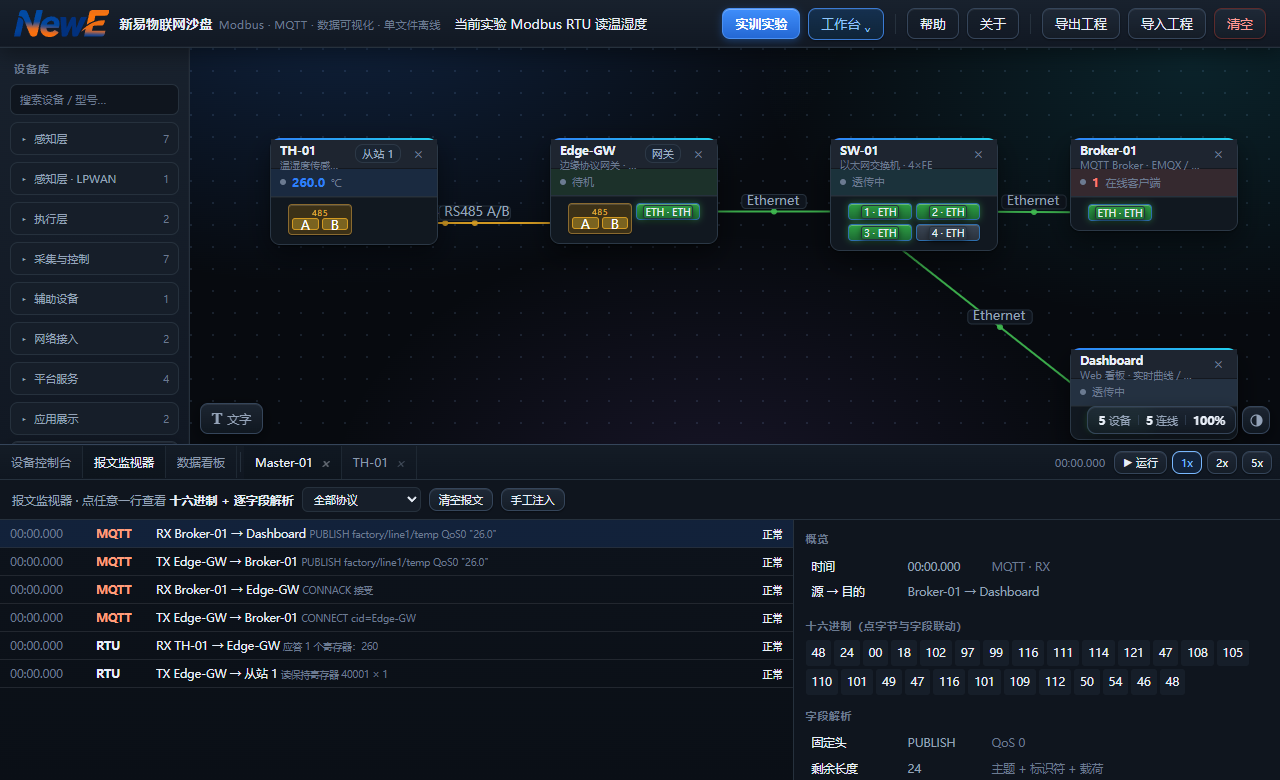 NewE 新易物联网沙盘 Modbus · MQTT · 数据可视化 · 单文件离线 当前实验 Modbus RTU 读温湿度 实训实验 工作台 帮助 关于 导出工程 导入工程 清空
设备库
搜索设备 / 型号...
感知层 7
感知层 · LPWAN 1
执行层 2
采集与控制 7
辅助设备 1
网络接入 2
平台服务 4
应用展示 2
TH-01 从站 1 ×
温湿度传感...
260.0 ℃
485
A B
RS485 A/B
Edge-GW 网关 ×
边缘协议网关 · ...
待机
485
A B
ETH · ETH
Ethernet
SW-01 ×
以太网交换机 · 4×FE
透传中
1 · ETH 2 · ETH
3 · ETH 4 · ETH
Ethernet
Broker-01 ×
MQTT Broker · EMQX / ...
1 在线客户端
ETH · ETH
Ethernet
Dashboard ×
Web 看板 · 实时曲线 / ...
透传中
T 文字
5 设备 5 连线 100%
设备控制台 报文监视器 数据看板 Master-01 × TH-01 × 00:00.000 ▶ 运行 1x 2x 5x
报文监视器 · 点任意一行查看 十六进制 + 逐字段解析 全部协议 清空报文 手工注入
00:00.000 MQTT RX Broker-01 → Dashboard PUBLISH factory/line1/temp QoS0 "26.0" 正常
00:00.000 MQTT TX Edge-GW → Broker-01 PUBLISH factory/line1/temp QoS0 "26.0" 正常
00:00.000 MQTT RX Broker-01 → Edge-GW CONNACK 接受 正常
00:00.000 MQTT TX Edge-GW → Broker-01 CONNECT cid=Edge-GW 正常
00:00.000 RTU RX TH-01 → Edge-GW 应答 1 个寄存器: 260 正常
00:00.000 RTU TX Edge-GW → 从站 1 读保持寄存器 40001 × 1 正常
概览
时间 00:00.000 MQTT · RX
源 → 目的 Broker-01 → Dashboard
十六进制（点字节与字段联动）
48 24 00 18 102 97 99 116 111 114 121 47 108 105
110 101 49 47 116 101 109 112 50 54 46 48
字段解析
固定头 PUBLISH QoS 0
剩余长度 24 主题 + 标识符 + 载荷